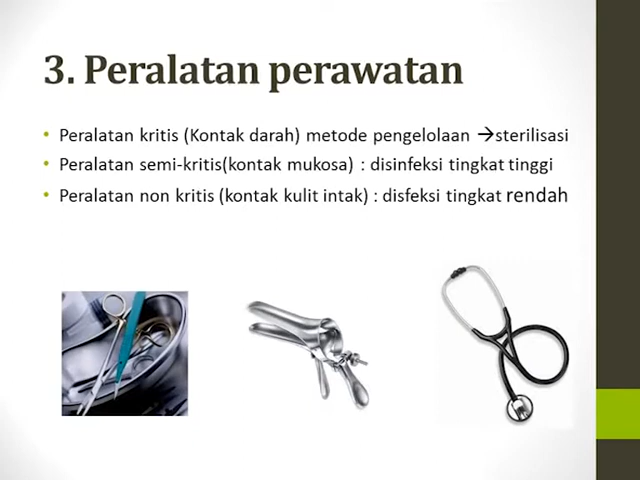 3. Peralatan perawatan
• Peralatan kritis (Kontak darah) metode pengelolaan →sterilisasi
• Peralatan semi-kritis(kontak mukosa) : disinfeksi tingkat tinggi
• Peralatan non kritis (kontak kulit intak) : disfeksi tingkat rendah